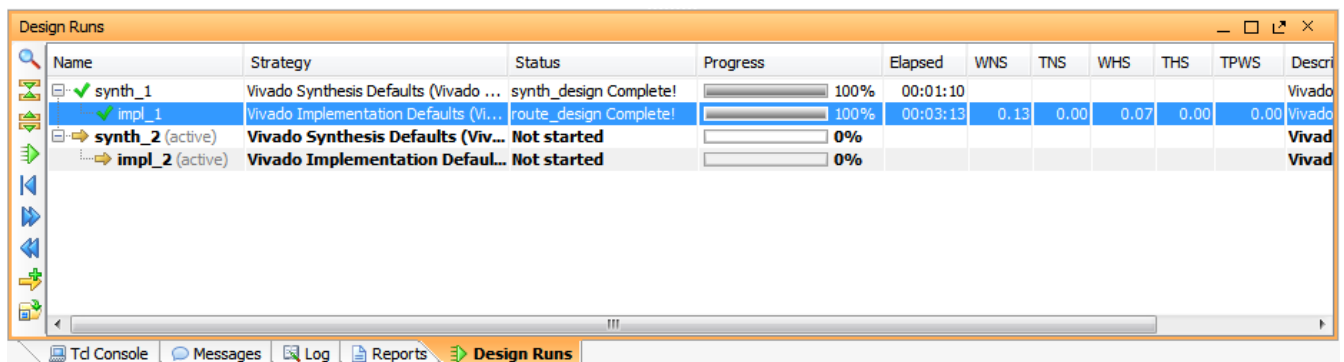 Design Runs
Name Strategy Status Progress Elapsed WNS TNS WHS THS TPWS Descri
synth_1 Vivado Synthesis Defaults (Vivado ... synth_design Complete! 100% 00:01:10 Vivado
impl_1 Vivado Implementation Defaults (Vi... route_design Complete! 100% 00:03:13 0.13 0.00 0.07 0.00 0.00 Vivado
synth_2 (active) Vivado Synthesis Defaults (Viv... Not started 0% Vivad
impl_2 (active) Vivado Implementation Defaul... Not started 0% Vivad
Tcl Console Messages Log Reports Design Runs